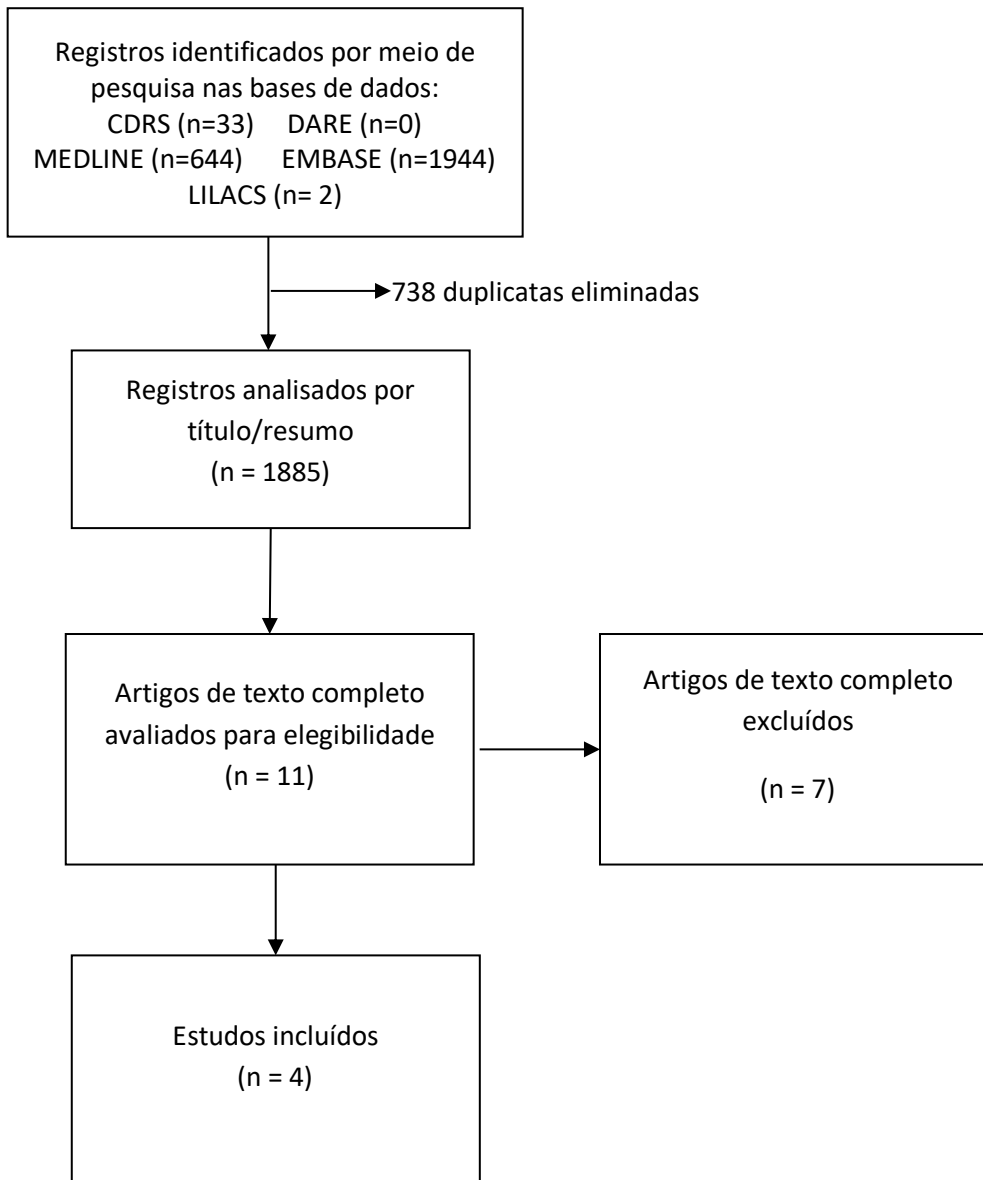 Registros identificados por meio de
pesquisa nas bases de dados:
CDRS (n=33) DARE (n=0)
MEDLINE (n=644) EMBASE (n=1944)
LILACS (n= 2)
738 duplicatas eliminadas
Registros analisados por
título/resumo
(n = 1885)
Artigos de texto completo
avaliados para elegibilidade
(n = 11)
Artigos de texto completo
excluídos
(n = 7)
Estudos incluídos
(n = 4)